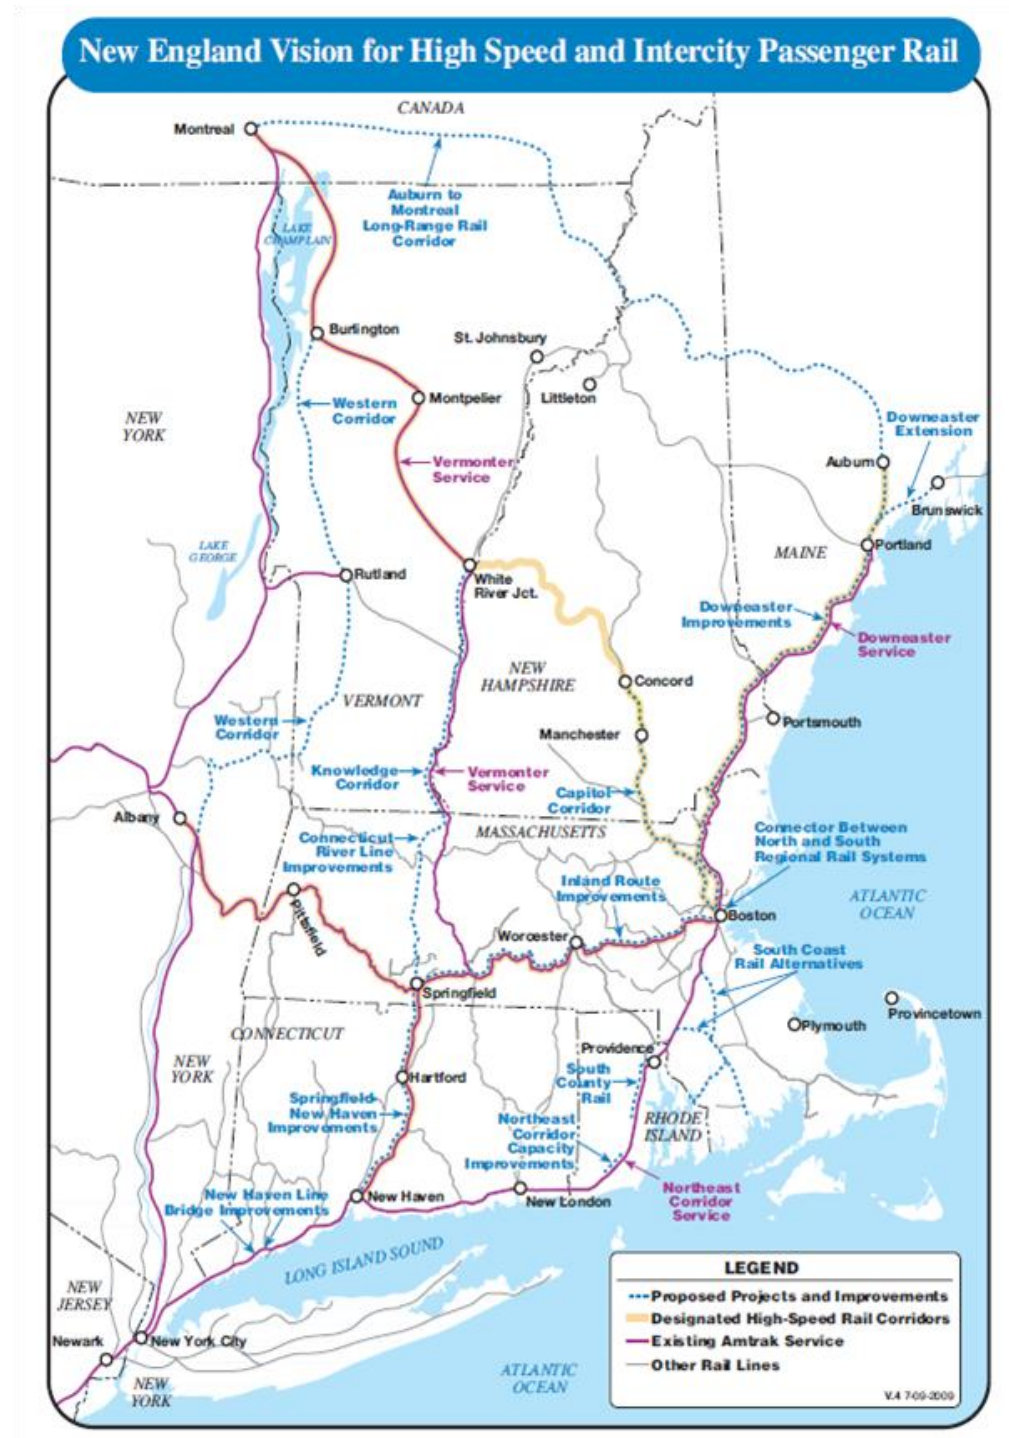 New England Vision for High Speed and Intercity Passenger Rail
CANADA
Montreal
Auburn to
Montreal
Long-Range Rail
Corridor
LAKE
CHAMPLAIN
Burlington
St. Johnsbury
Montpelier
Littleton
Western
Corridor
NEW
YORK
Downeaster
Extension
Vermonter
Service
Auburn
Brunswick
LAKE
GEORGE
Portland
MAINE
Rutland
White
River Jct.
Downeaster
Improvements
Downeaster
Service
NEW
HAMPSHIRE
Concord
VERMONT
Western
Corridor
Portsmouth
Manchester
Knowledge
Corridor
Vermonter
Service
Capitol
Corridor
Albany
MASSACHUSETTS
Connecticut
River Line
Improvements
Connector Between
North and South
Regional Rail Systems
Inland Route
Improvements
ATLANTIC
OCEAN
Pittsfield
Boston
Worcester
South Coast
Rail Alternatives
Springfield
Provincetown
Plymouth
CONNECTICUT
NEW
YORK
Providence
Hartford
South
County
Rail
Springfield-
New Haven
Improvements
Northeast
Corridor
Capacity
Improvements
RHODE
ISLAND
New Haven Line
Bridge Improvements
New Haven
New London
Northeast
Corridor
Service
LONG ISLAND SOUND
NEW
JERSEY
Newark
New York City
NEW
YORK
ATLANTIC
OCEAN
LEGEND
Proposed Projects and Improvements
Designated High-Speed Rail Corridors
Existing Amtrak Service
Other Rail Lines
V.4 7-09-2009